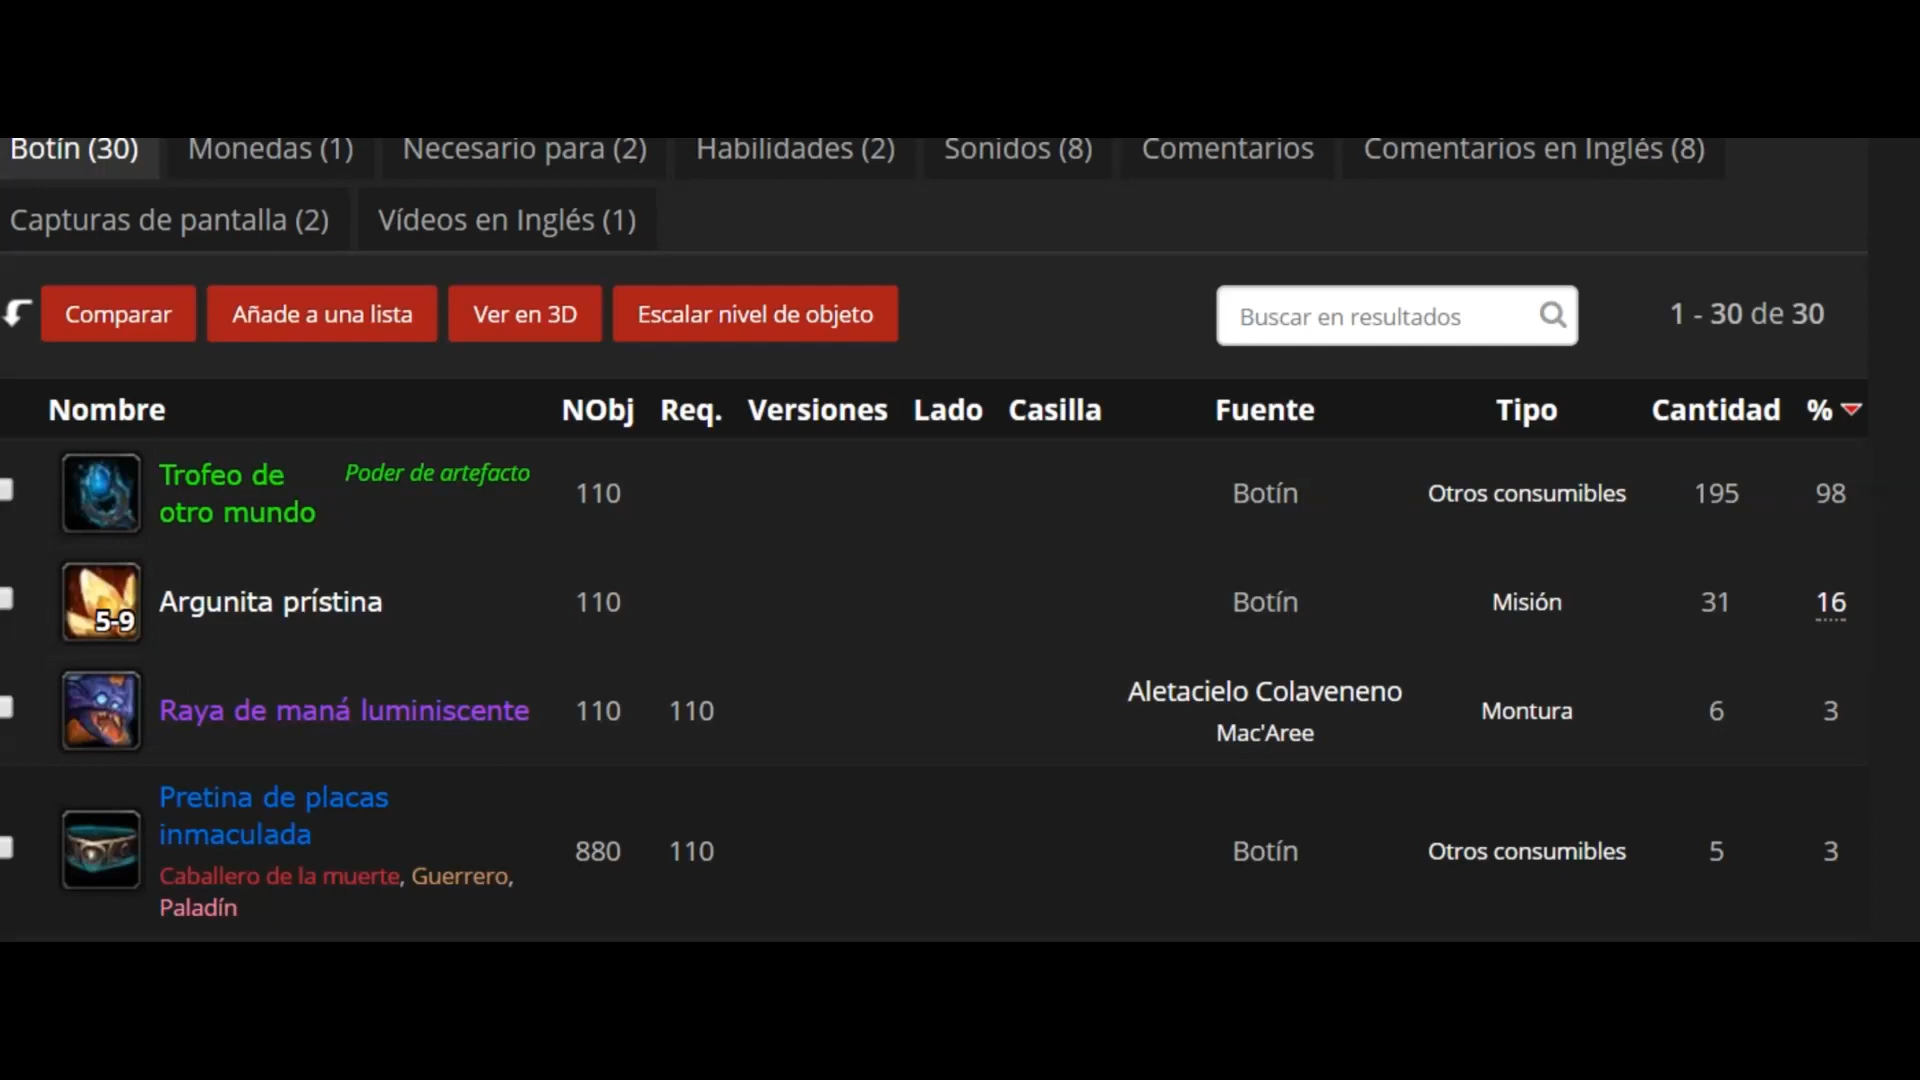 Botín (30) Monedas (1) Necesario para (2) Habilidades (2) Sonidos (8) Comentarios Comentarios en Inglés (8)
Capturas de pantalla (2) Vídeos en Inglés (1)
Comparar Añade a una lista Ver en 3D Escalar nivel de objeto Buscar en resultados 1 - 30 de 30
Nombre NObj Req. Versiones Lado Casilla Fuente Tipo Cantidad %
Trofeo de otro mundo Poder de artefacto 110 Botín Otros consumibles 195 98
5-9 Argunita prístina 110 Botín Misión 31 16
Raya de maná luminiscente 110 110 Aletacielo Colaveneno Montura 6 3
Mac'Aree
Pretina de placas
inmaculada 880 110 Botín Otros consumibles 5 3
Caballero de la muerte, Guerrero,
Paladín